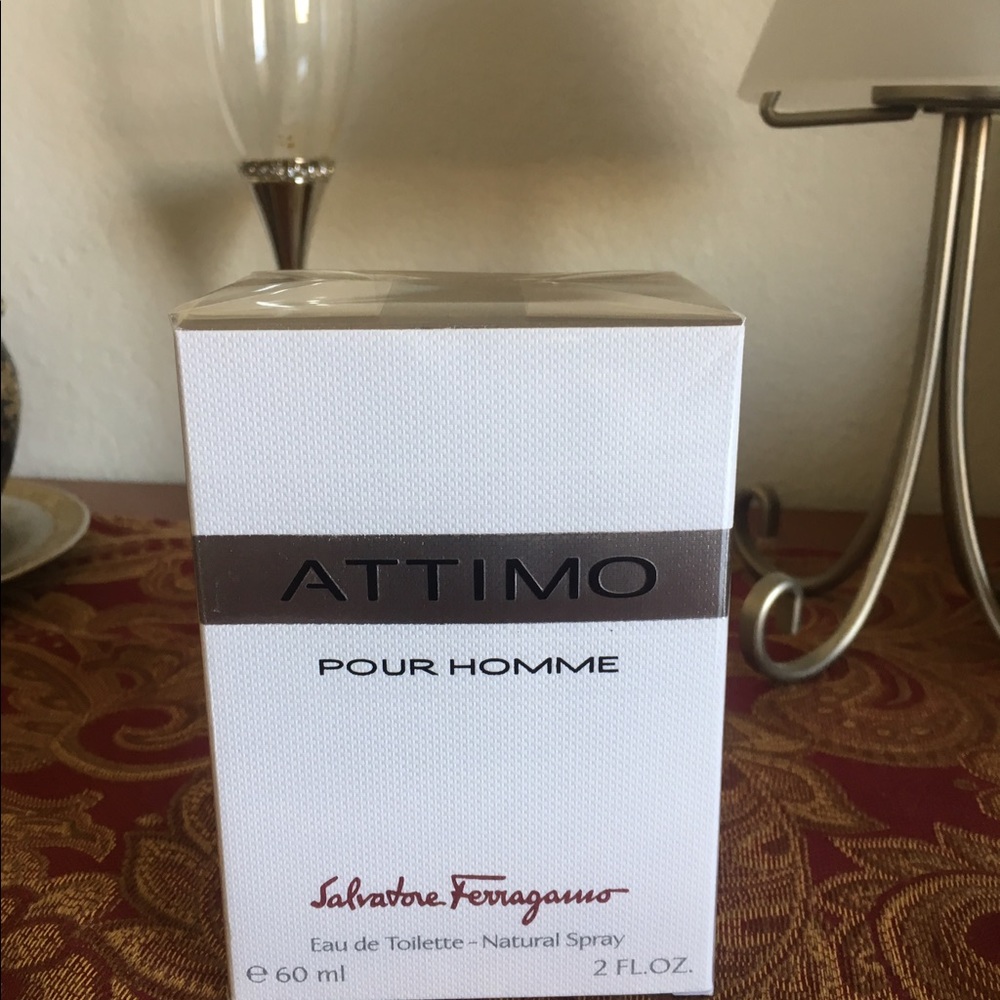 ATTIMO
POUR HOMME
Salvatore Ferragamo
Eau de Toilette - Natural Spray
℮ 60 ml 2 FL.OZ.